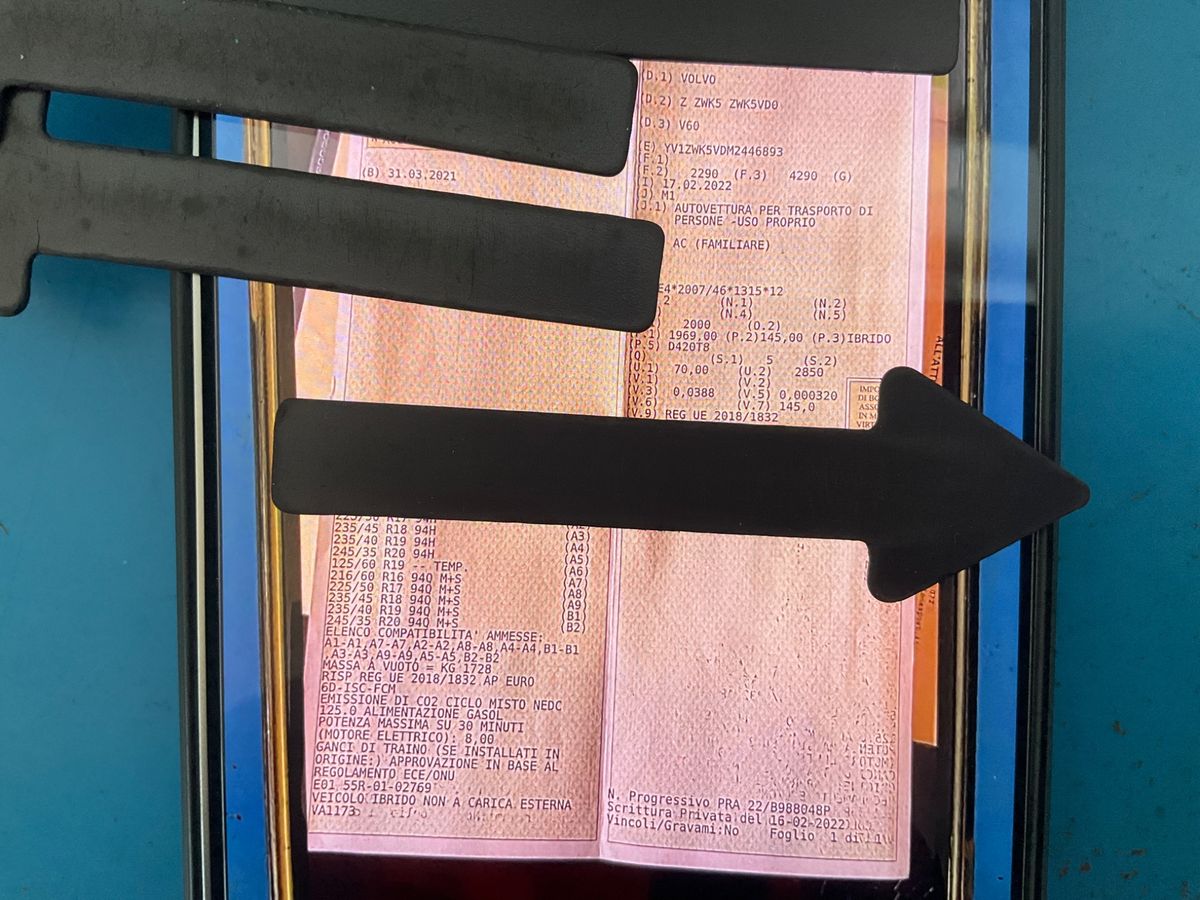 (D.1) VOLVO
(D.2) Z ZWK5 ZWK5VD0
(D.3) V60
(E) YV1ZWK5VDM2446893
(F.1)
(F.2) 2290 (F.3) 4290 (G)
(I) 17.02.2022
(J) M1
(J.1) AUTOVETTURA PER TRASPORTO DI
PERSONE -USO PROPRIO
AC (FAMILIARE)
E4*2007/46*1315*12
2 (N.1) (N.2)
(N.4) (N.5)
2000 (O.2)
1969,00 (P.2)145,00 (P.3)IBRIDO
(P.5) D420T8
(Q) (S.1) 5 (S.2)
(U.1) 70,00 (U.2) 2850
(V.1) (V.2)
(V.3) 0,0388 (V.5) 0,000320
(V.6) (V.7) 145,0
(V.9) REG UE 2018/1832
(B) 31.03.2021
235/45 R18 94H (A3)
235/40 R19 94H (A4)
245/35 R20 94H (A5)
125/60 R19 -- TEMP. (A6)
216/60 R16 94Q M+S (A7)
225/50 R17 94Q M+S (A8)
235/45 R18 94Q M+S (A9)
235/40 R19 94Q M+S (B1)
245/35 R20 94Q M+S (B2)
ELENCO COMPATIBILITA' AMMESSE:
A1-A1,A7-A7,A2-A2,A8-A8,A4-A4,B1-B1
,A3-A3,A9-A9,A5-A5,B2-B2
MASSA A VUOTO = KG 1728
RISP REG UE 2018/1832 AP EURO
6D-ISC-FCM
EMISSIONE DI CO2 CICLO MISTO NEDC
125.0 ALIMENTAZIONE GASOL
POTENZA MASSIMA SU 30 MINUTI
(MOTORE ELETTRICO): 8,00
GANCI DI TRAINO (SE INSTALLATI IN
ORIGINE:) APPROVAZIONE IN BASE AL
REGOLAMENTO ECE/ONU
E01 55R-01-02769
VEICOLO IBRIDO NON A CARICA ESTERNA
VA1173
N. Progressivo PRA 22/B988048P
Scrittura Privata del 16-02-2022
Vincoli/Gravami:No Foglio 1 di 1